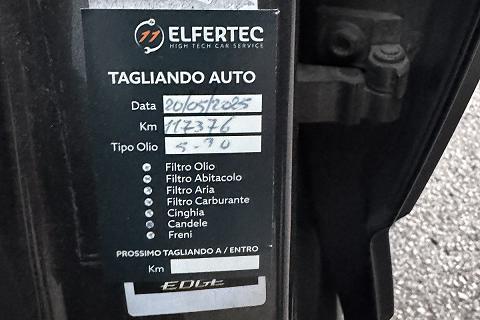 ELFERTEC
HIGH TECH CAR SERVICE
TAGLIANDO AUTO
Data 20/05/2025
Km 117376
Tipo Olio 5-30
Filtro Olio
Filtro Abitacolo
Filtro Aria
Filtro Carburante
Cinghia
Candele
Freni
PROSSIMO TAGLIANDO A / ENTRO
Km
EDGE